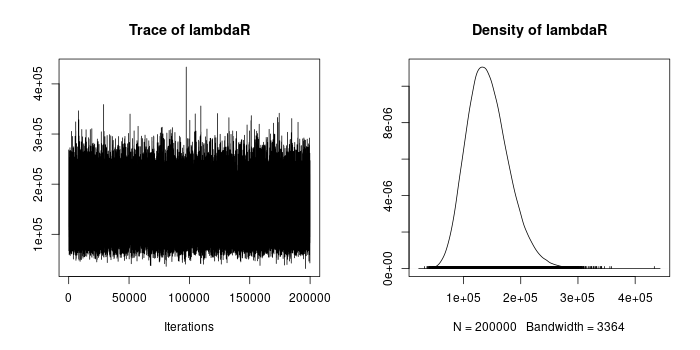 Trace of lambdaR
4e+05
3e+05
2e+05
1e+05
0 50000 100000 150000 200000
Iterations
Density of lambdaR
8e-06
4e-06
0e+00
1e+05 2e+05 3e+05 4e+05
N = 200000 Bandwidth = 3364